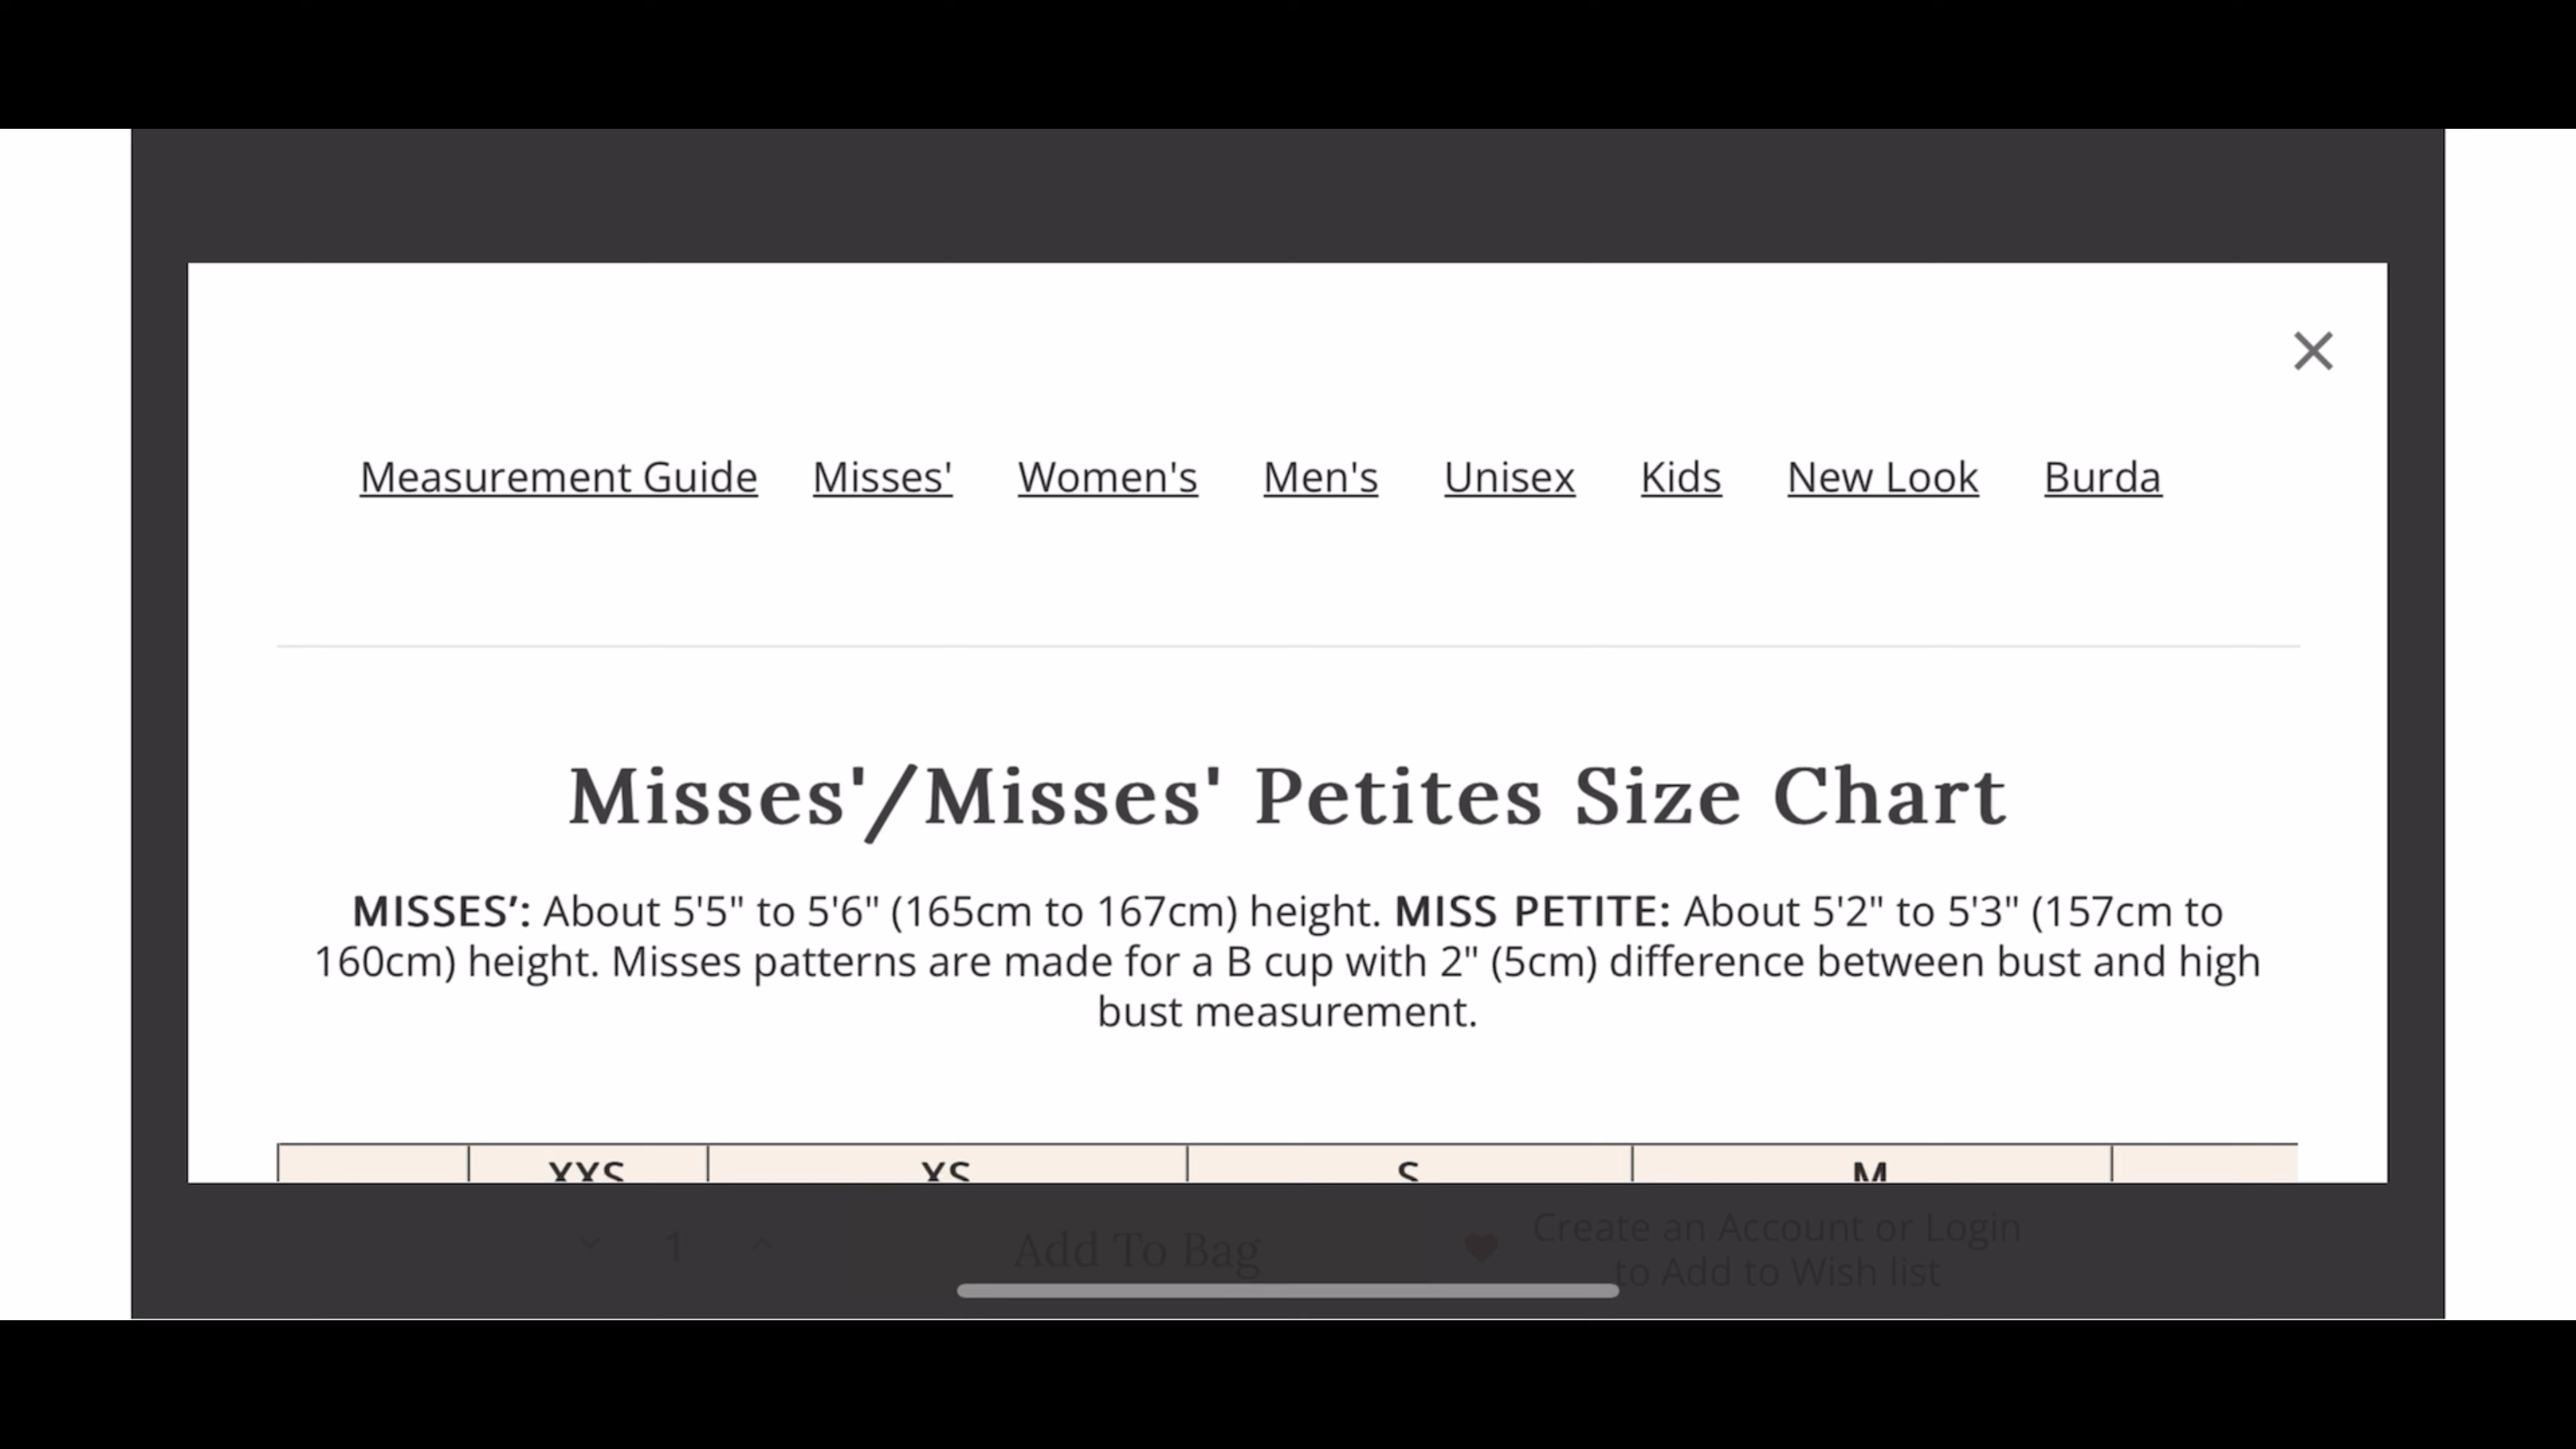 Measurement Guide Misses' Women's Men's Unisex Kids New Look Burda
Misses'/Misses' Petites Size Chart
MISSES’: About 5'5" to 5'6" (165cm to 167cm) height. MISS PETITE: About 5'2" to 5'3" (157cm to
160cm) height. Misses patterns are made for a B cup with 2" (5cm) difference between bust and high
bust measurement.
XXS XS S M
1 Add To Bag Create an Account or Login
to Add to Wish list